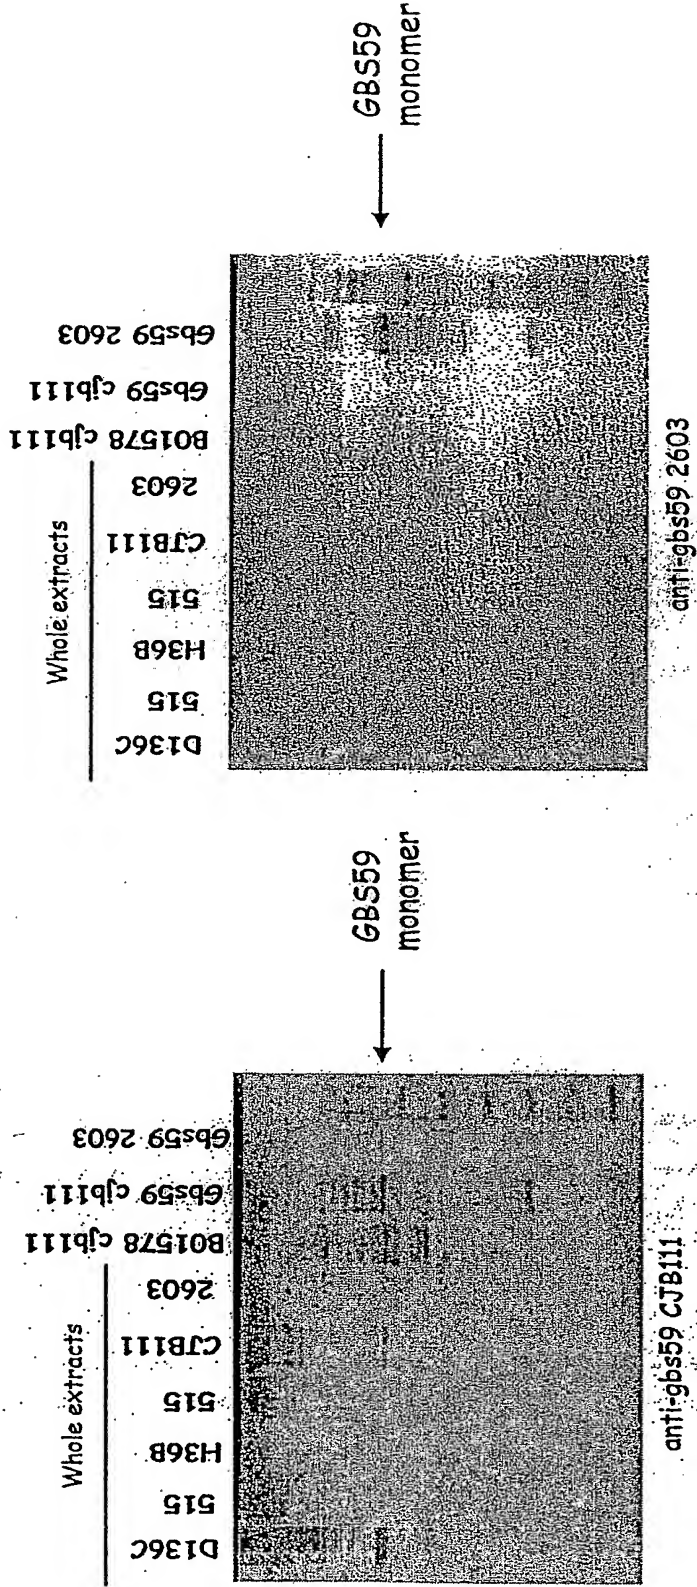 Whole extracts
D136C
515
H36B
515
CJB111
2603
B01578 cjb111
Gbs59 cjb111
Gbs59 2603
GBS59
monomer
anti-gbs59 CJB111
Whole extracts
D136C
515
H36B
515
CJB111
2603
B01578 cjb111
Gbs59 cjb111
Gbs59 2603
GBS59
monomer
anti-gbs59 2603